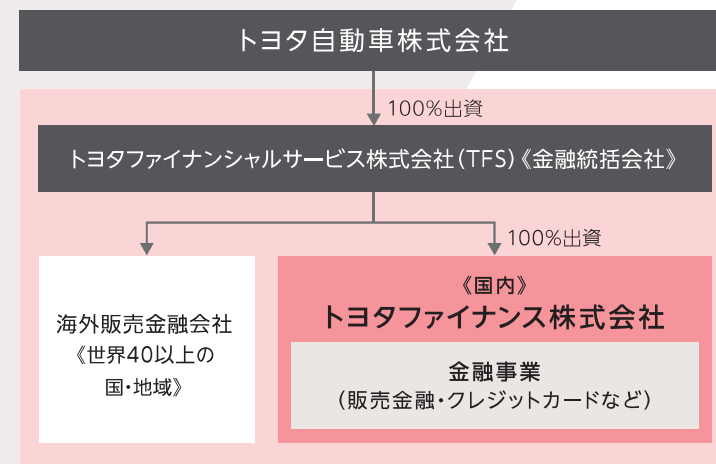 トヨタ自動車株式会社
100%出資
トヨタファイナンシャルサービス株式会社(TFS)《金融統括会社》
100%出資
海外販売金融会社
《世界40以上の
国・地域》
《国内》
トヨタファイナンス株式会社
金融事業
(販売金融・クレジットカードなど)